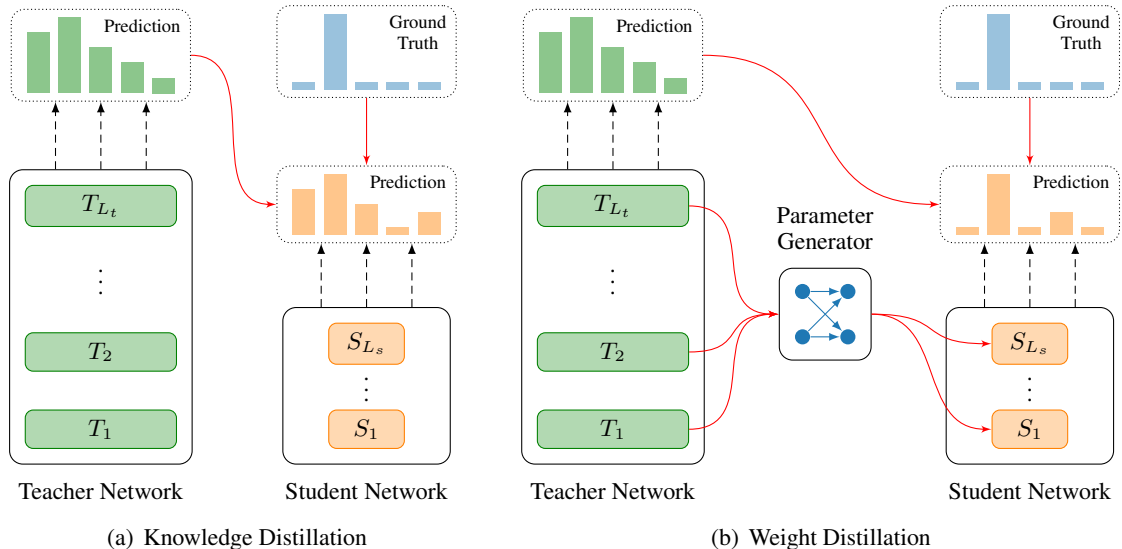 Prediction
Ground
Truth
Prediction
T_{L_t}
⋮
T_2
T_1
S_{L_s}
⋮
S_1
Teacher Network
Student Network
(a) Knowledge Distillation
Prediction
Ground
Truth
Prediction
Parameter
Generator
T_{L_t}
⋮
T_2
T_1
S_{L_s}
⋮
S_1
Teacher Network
Student Network
(b) Weight Distillation